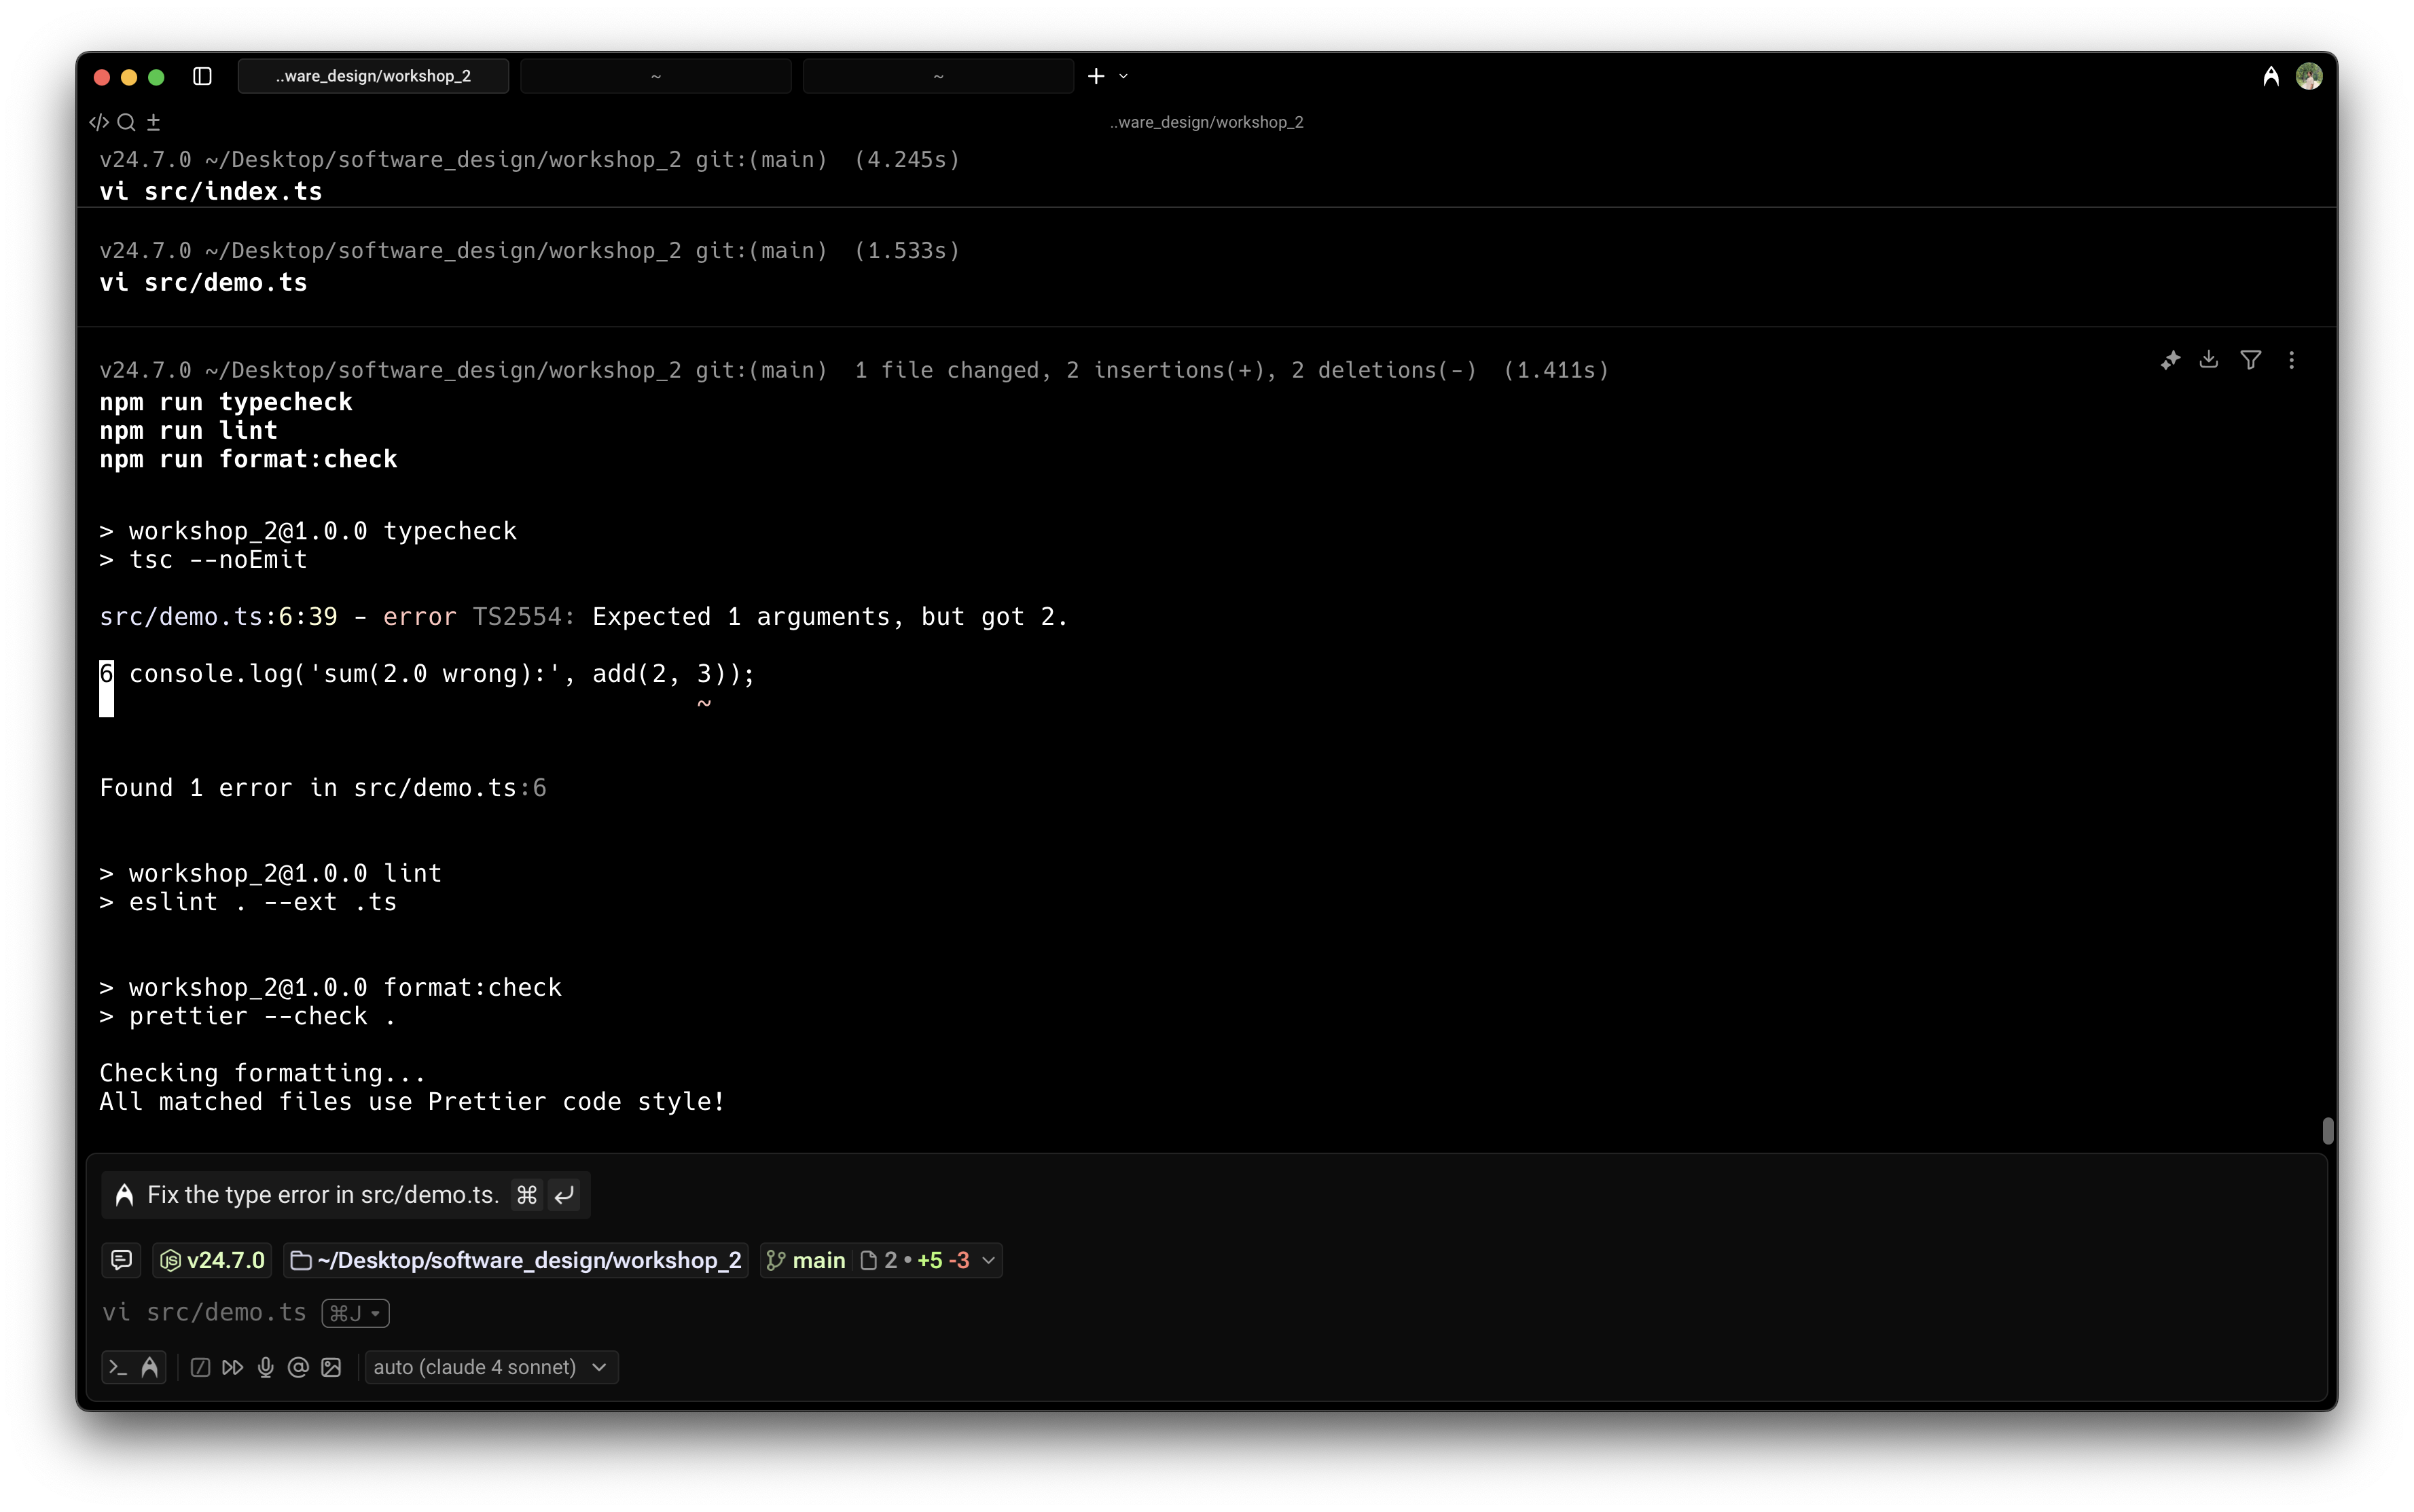 ..ware_design/workshop_2
~
~
..ware_design/workshop_2
v24.7.0 ~/Desktop/software_design/workshop_2 git:(main)  (4.245s)
vi src/index.ts
v24.7.0 ~/Desktop/software_design/workshop_2 git:(main)  (1.533s)
vi src/demo.ts
v24.7.0 ~/Desktop/software_design/workshop_2 git:(main)  1 file changed, 2 insertions(+), 2 deletions(-)  (1.411s)
npm run typecheck
npm run lint
npm run format:check
> workshop_2@1.0.0 typecheck
> tsc --noEmit
src/demo.ts:6:39 - error TS2554: Expected 1 arguments, but got 2.
6 console.log('sum(2.0 wrong):', add(2, 3));
~
Found 1 error in src/demo.ts:6
> workshop_2@1.0.0 lint
> eslint . --ext .ts
> workshop_2@1.0.0 format:check
> prettier --check .
Checking formatting...
All matched files use Prettier code style!
Fix the type error in src/demo.ts. ⌘ ↵
v24.7.0 ~/Desktop/software_design/workshop_2 main 2 • +5 -3
vi src/demo.ts ⌘J
auto (claude 4 sonnet)